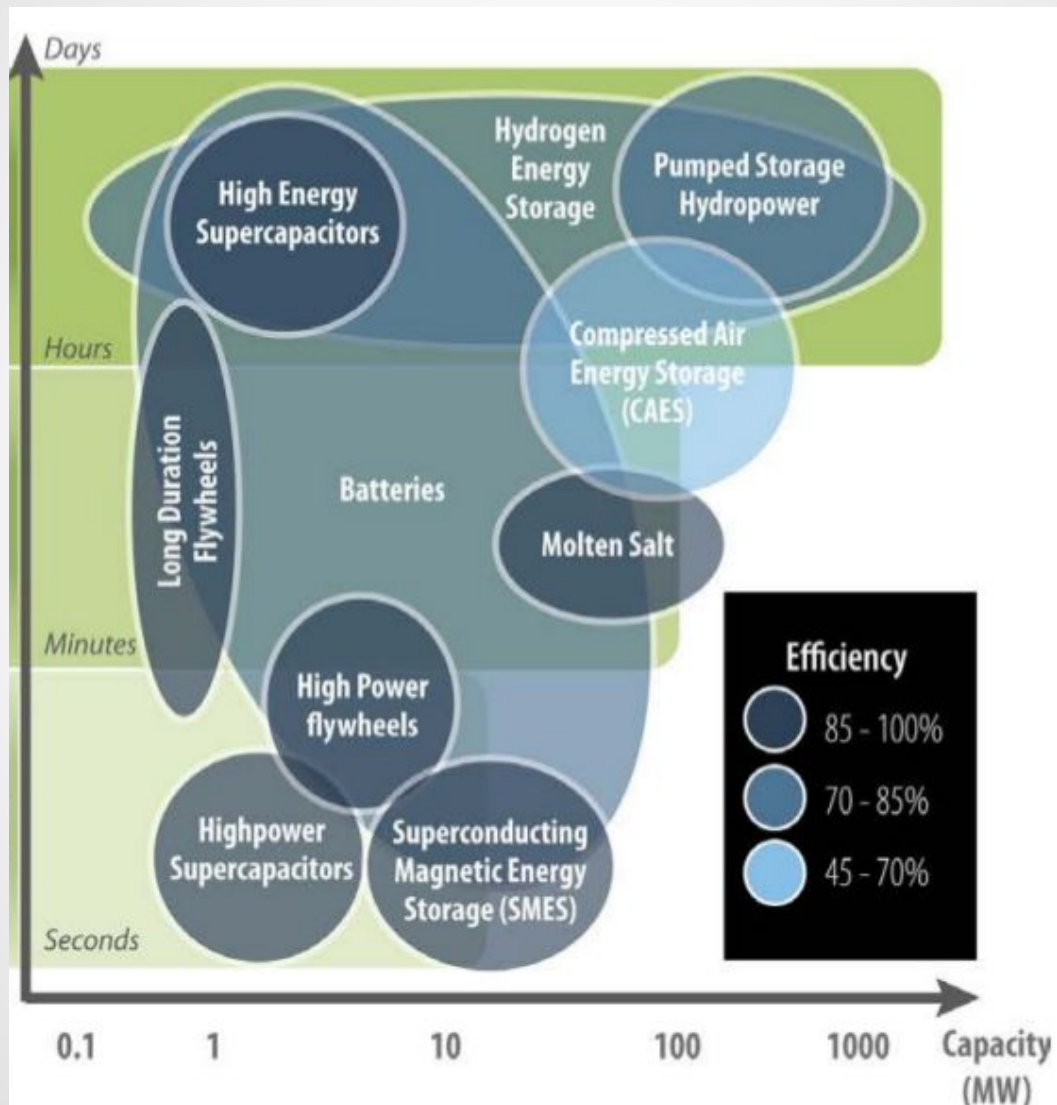 Days
Hydrogen
Energy
Storage
Pumped Storage
Hydropower
High Energy
Supercapacitors
Hours
Compressed Air
Energy Storage
(CAES)
Long Duration
Flywheels
Batteries
Molten Salt
Minutes
High Power
flywheels
Highpower
Supercapacitors
Superconducting
Magnetic Energy
Storage (SMES)
Seconds
Efficiency
85 - 100%
70 - 85%
45 - 70%
0.1 1 10 100 1000 Capacity
(MW)